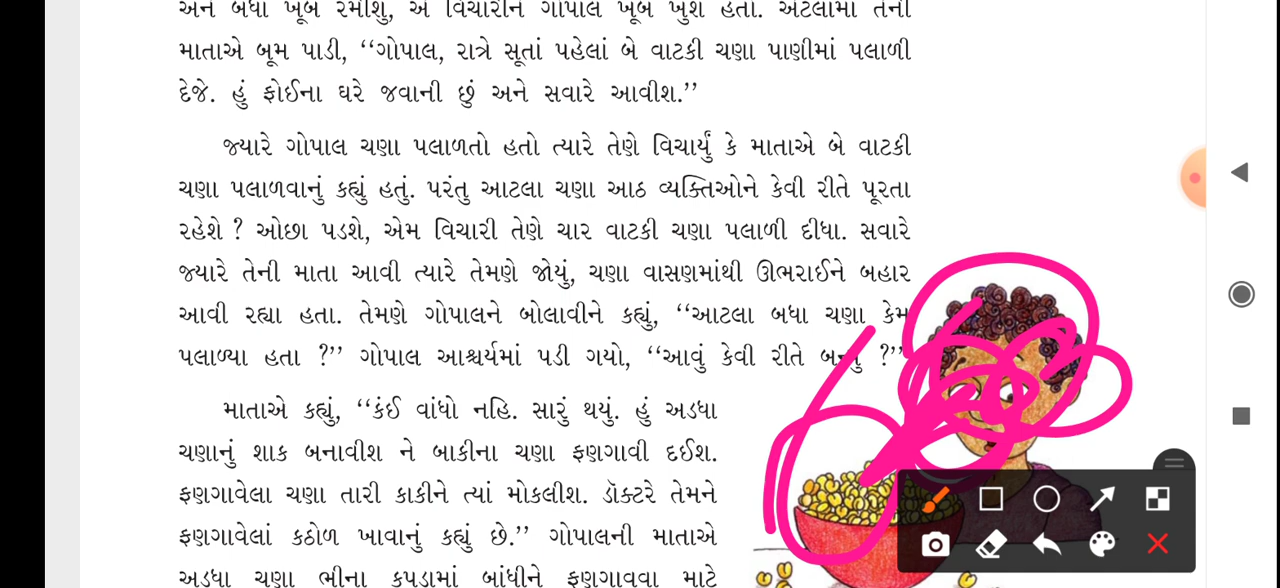 અને બધા ખૂબ રમીશું, એ વિચારીને ગોપાલ ખૂબ ખુશ હતો. એટલામાં તેની
માતાએ બૂમ પાડી, ‘‘ગોપાલ, રાત્રે સૂતાં પહેલાં બે વાટકી ચણા પાણીમાં પલાળી
દેજે. હું ફોઈના ઘરે જવાની છું અને સવારે આવીશ.’’
જ્યારે ગોપાલ ચણા પલાળતો હતો ત્યારે તેણે વિચાર્યું કે માતાએ બે વાટકી
ચણા પલાળવાનું કહ્યું હતું. પરંતુ આટલા ચણા આઠ વ્યક્તિઓને કેવી રીતે પૂરતા
રહેશે ? ઓછા પડશે, એમ વિચારી તેણે ચાર વાટકી ચણા પલાળી દીધા. સવારે
જ્યારે તેની માતા આવી ત્યારે તેમણે જોયું, ચણા વાસણમાંથી ઊભરાઈને બહાર
આવી રહ્યા હતા. તેમણે ગોપાલને બોલાવીને કહ્યું, ‘‘આટલા બધા ચણા કેમ
પલાળ્યા હતા ?’’ ગોપાલ આશ્ચર્યમાં પડી ગયો, ‘‘આવું કેવી રીતે બન્યું ?’’
માતાએ કહ્યું, ‘‘કંઈ વાંધો નહિ. સારું થયું. હું અડધા
ચણાનું શાક બનાવીશ ને બાકીના ચણા ફણગાવી દઈશ.
ફણગાવેલા ચણા તારી કાકીને ત્યાં મોકલીશ. ડૉક્ટરે તેમને
ફણગાવેલાં કઠોળ ખાવાનું કહ્યું છે.’’ ગોપાલની માતાએ
અડધા ચણા ભીના કપડામાં બાંધીને ફણગાવવા માટે